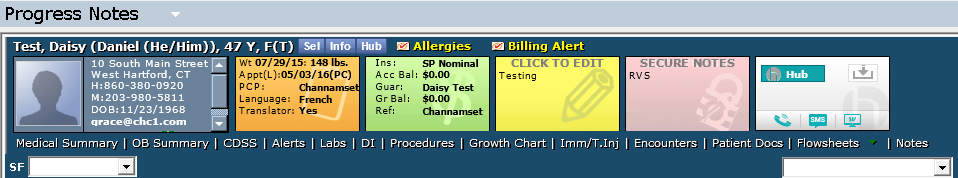 Progress Notes
Test, Daisy (Daniel (He/Him)), 47 Y, F(T) Sel Info Hub Allergies Billing Alert
10 South Main Street
West Hartford, CT
H:860-380-0920
M:203-980-5811
DOB:11/23/1968
grace@chc1.com
Wt 07/29/15: 148 lbs.
Appt(L):05/03/16(PC)
PCP: Channamset
Language: French
Translator: Yes
Ins: SP Nominal
Acc Bal: $0.00
Guar: Daisy Test
Gr Bal: $0.00
Ref: Channamset
CLICK TO EDIT
Testing
SECURE NOTES
RVS
h Hub
SMS
Medical Summary | OB Summary | CDSS | Alerts | Labs | DI | Procedures | Growth Chart | Imm/T.Inj | Encounters | Patient Docs | Flowsheets | Notes
SF